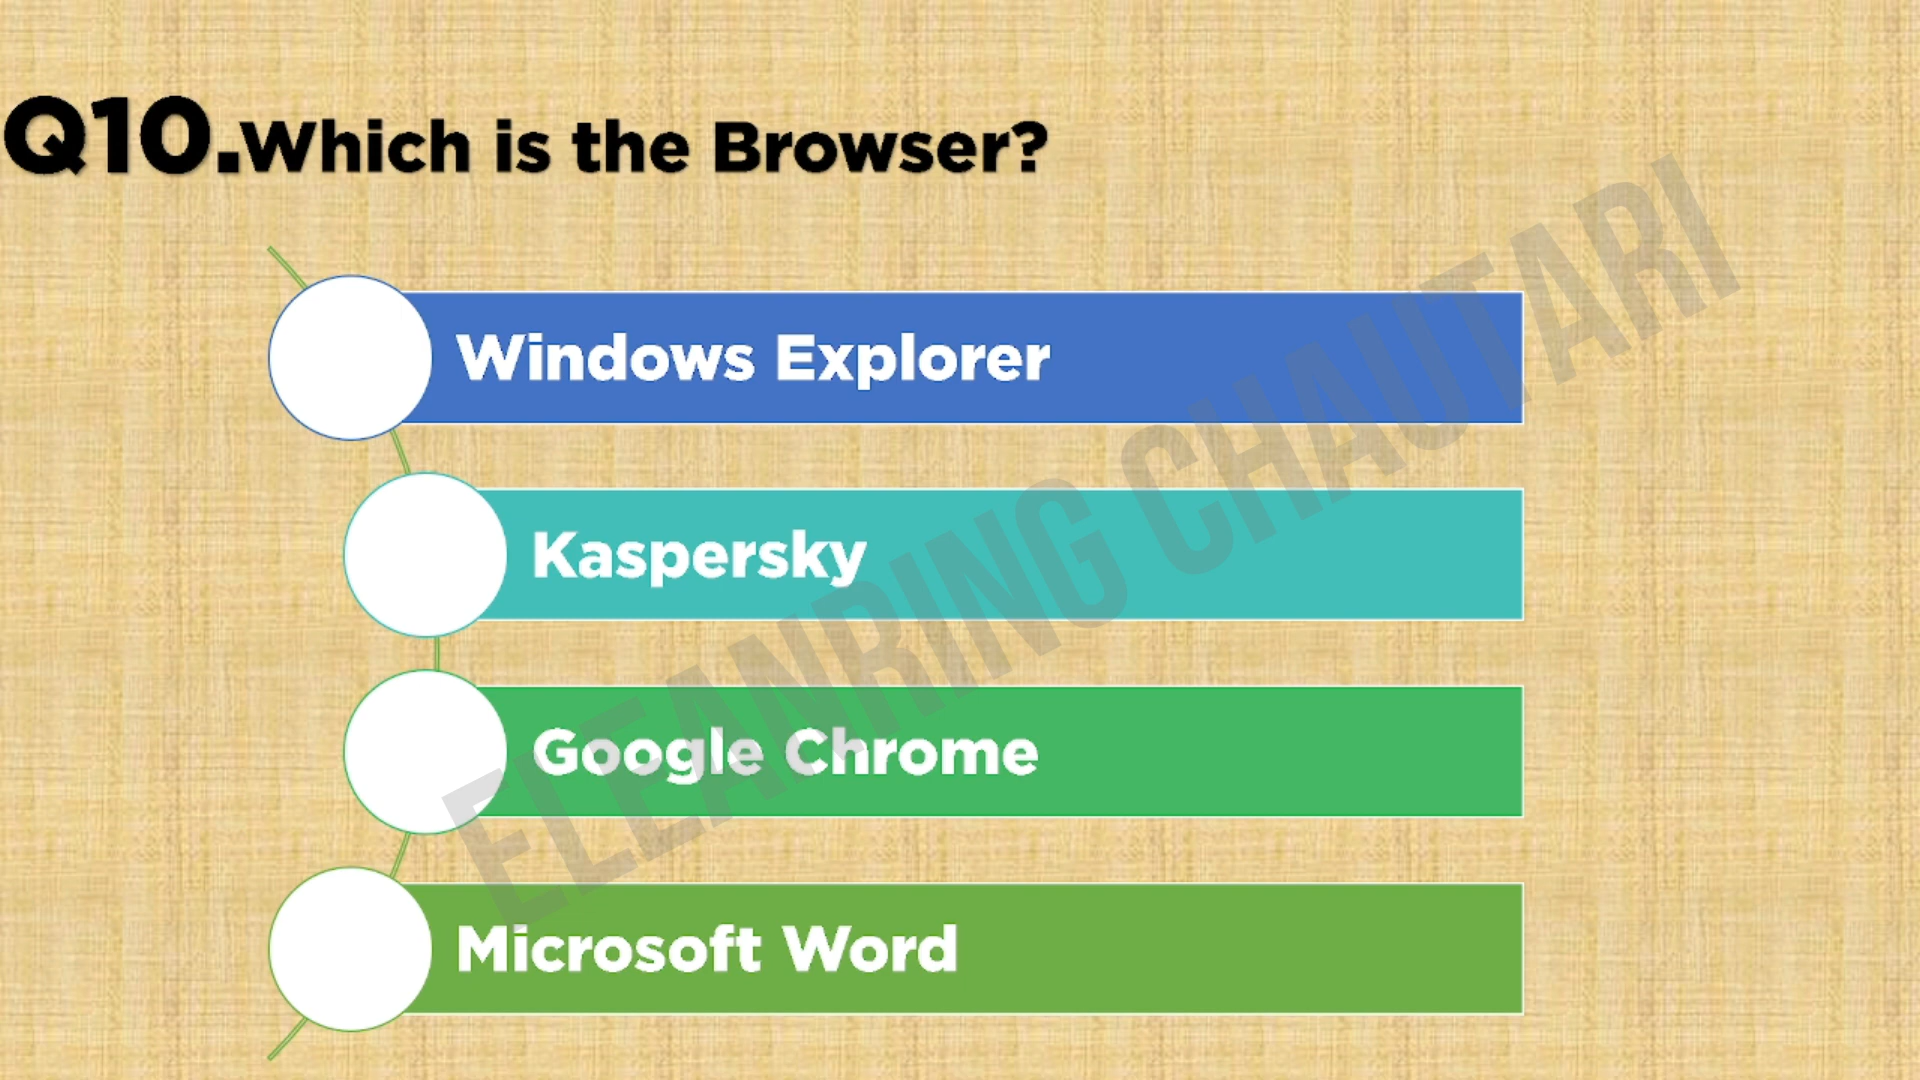 Q10.Which is the Browser?
Windows Explorer
Kaspersky
Google Chrome
Microsoft Word
ELEANRING CHAUTARI